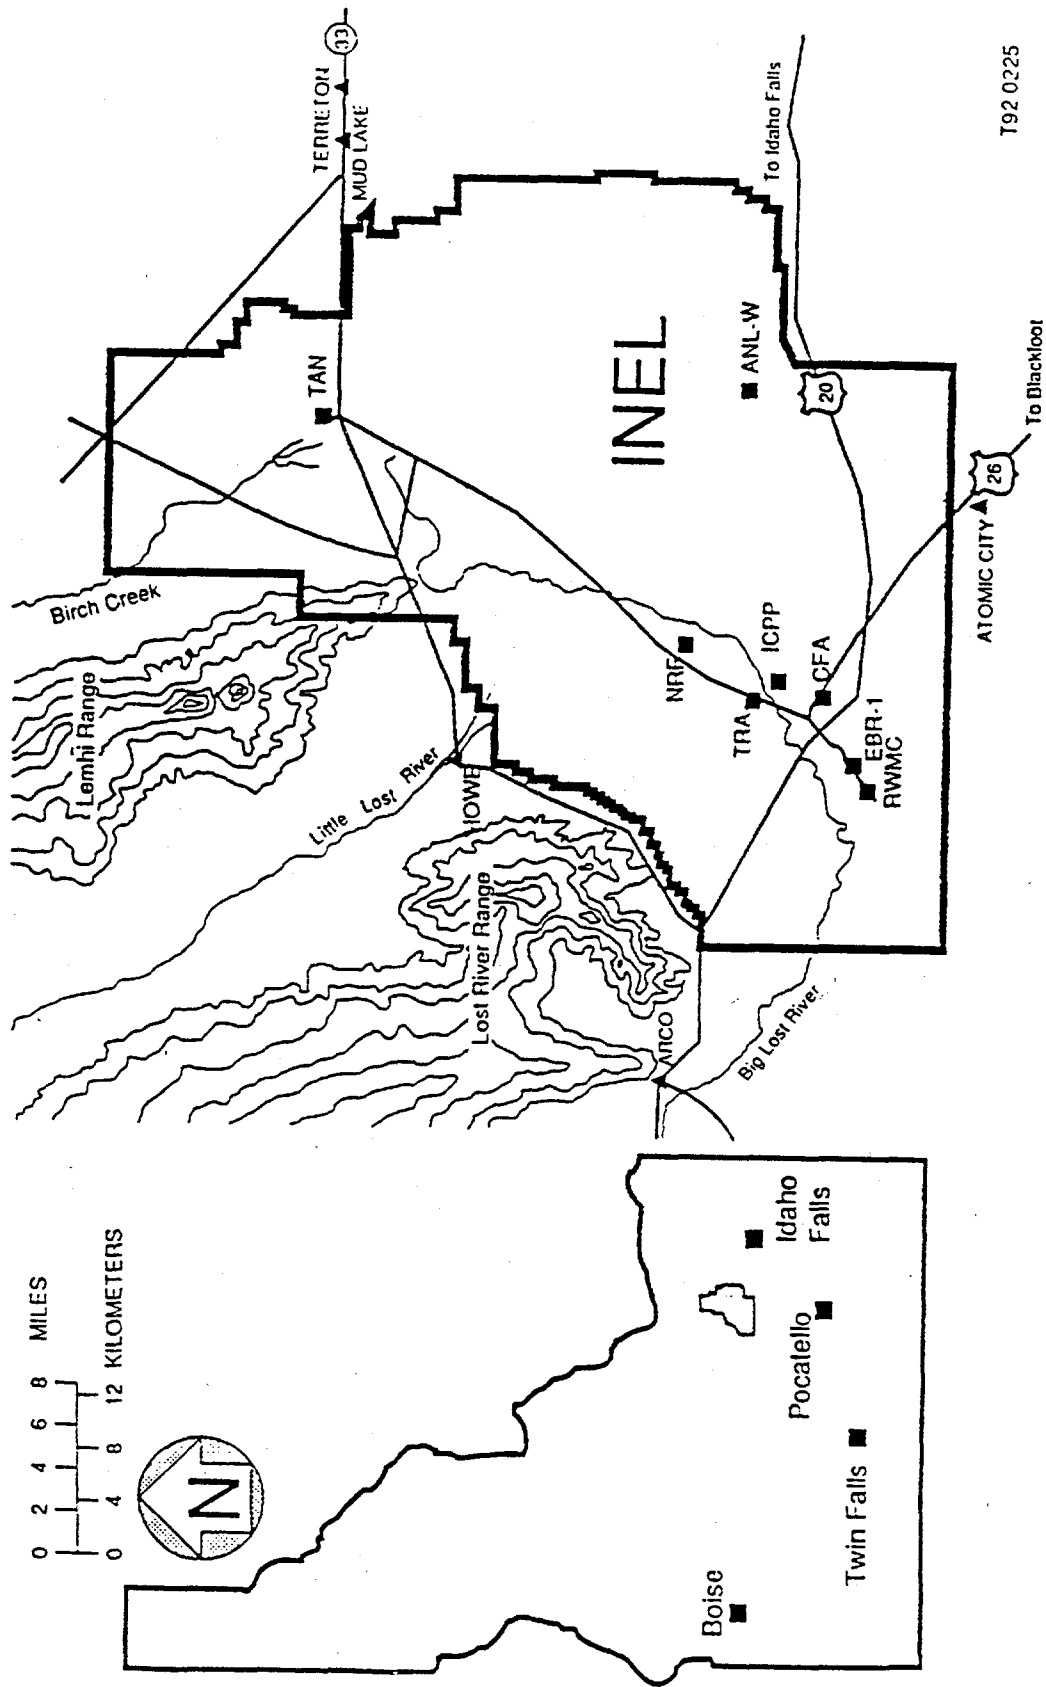 0 2 4 6 8 MILES
0 4 8 12 KILOMETERS
N
Boise
Twin Falls
Pocatello
Idaho
Falls
Birch Creek
Lemhi Range
Little Lost River
HOWE
Lost River Range
ARCO
Big Lost River
TERRETON
33
MUD LAKE
TAN
INEL
ANL-W
To Idaho Falls
20
NRF
ICPP
TRA
CFA
EBR-1
RWMC
ATOMIC CITY
26
To Blackfoot
T92 0225